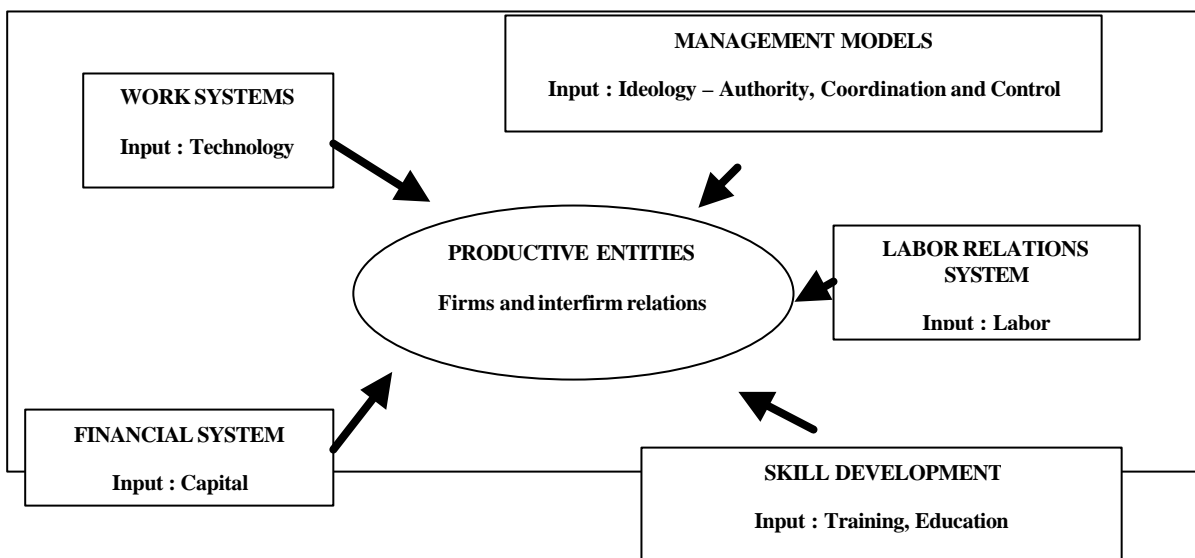 MANAGEMENT MODELS
Input : Ideology – Authority, Coordination and Control
WORK SYSTEMS
Input : Technology
PRODUCTIVE ENTITIES
Firms and interfirm relations
LABOR RELATIONS
SYSTEM
Input : Labor
FINANCIAL SYSTEM
Input : Capital
SKILL DEVELOPMENT
Input : Training, Education